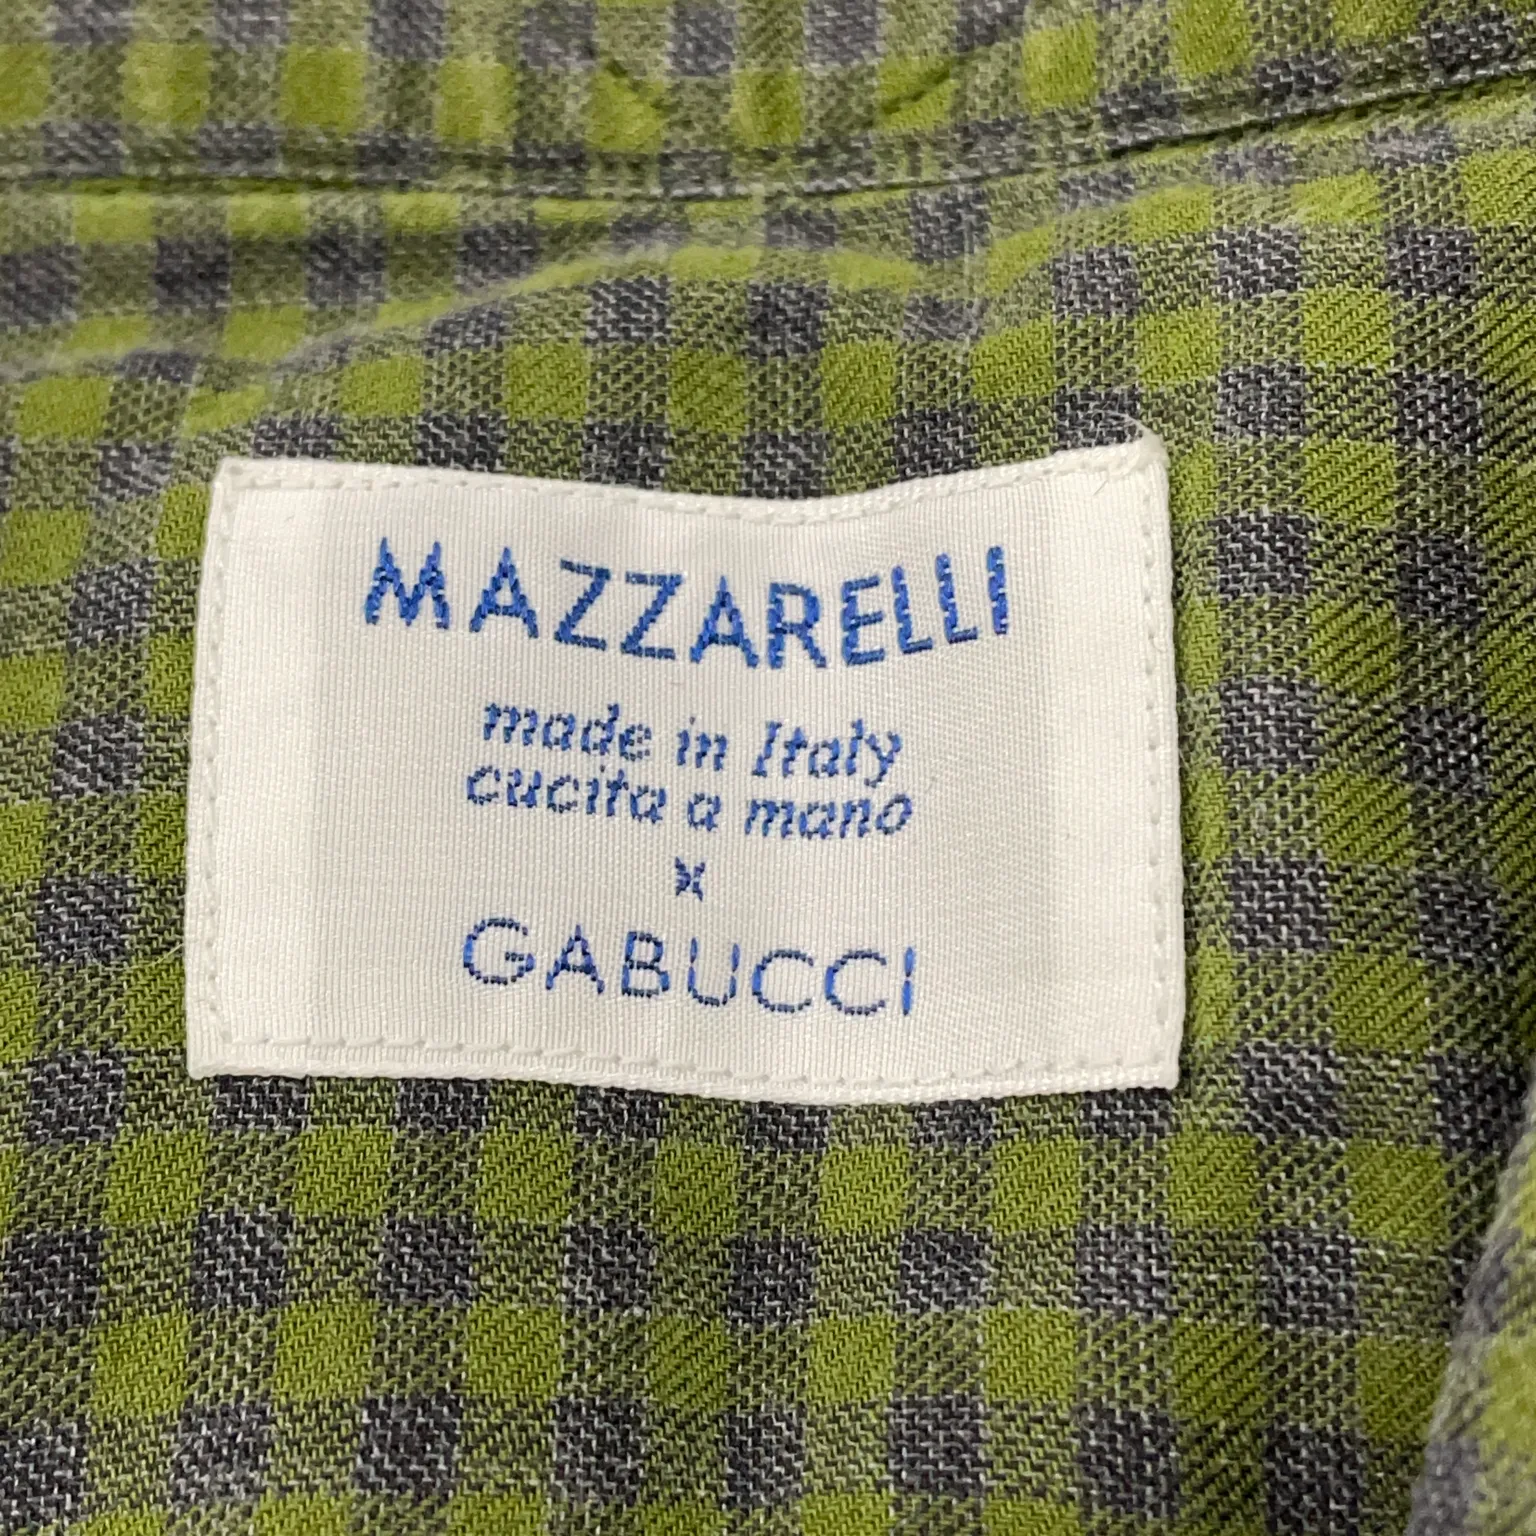 MAZZARELLI
made in Italy
cucita a mano
x
GABUCCI